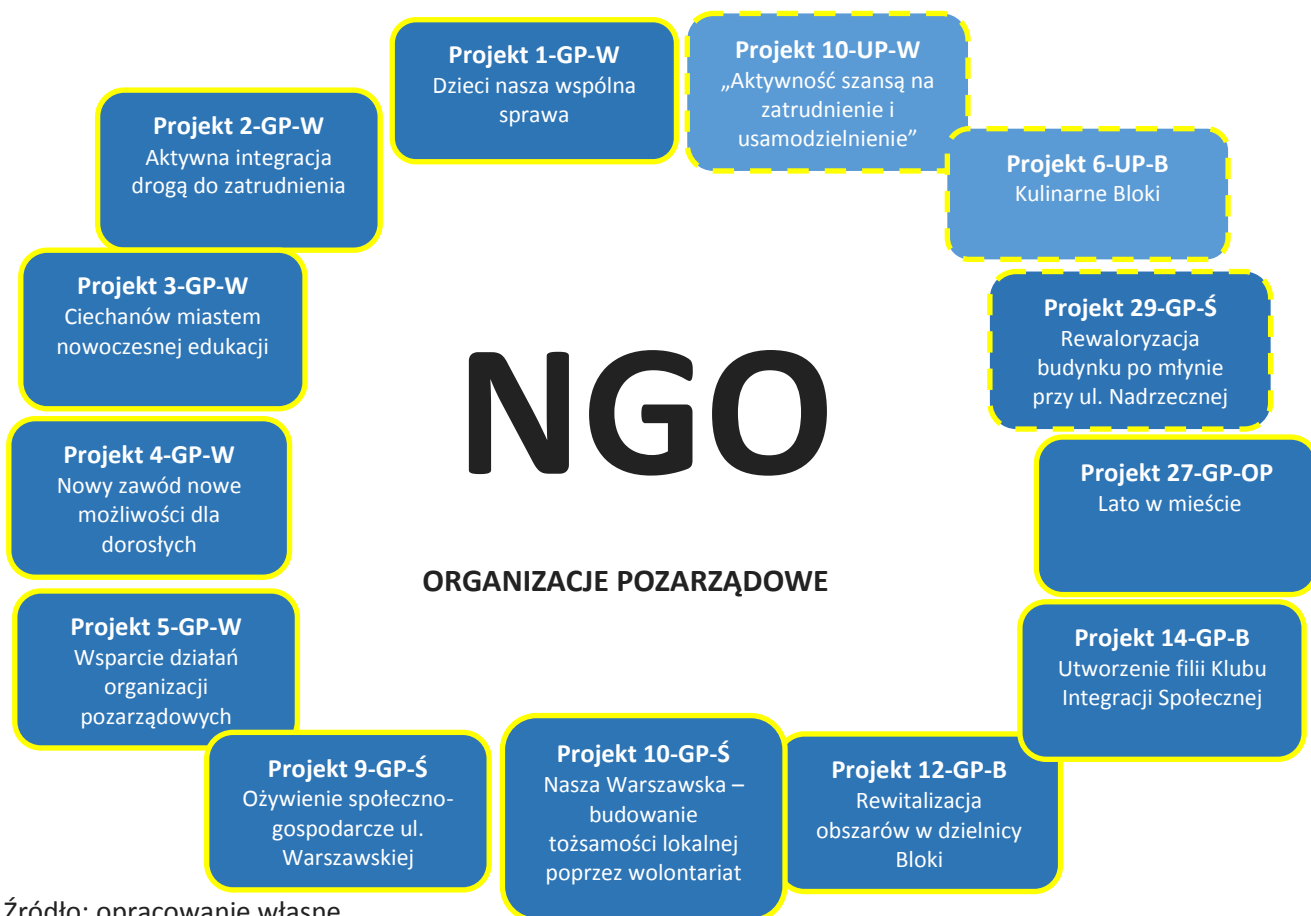 Projekt 1-GP-W
Dzieci nasza wspólna
sprawa
Projekt 10-UP-W
„Aktywność szansą na
zatrudnienie i
usamodzielnienie”
Projekt 2-GP-W
Aktywna integracja
drogą do zatrudnienia
Projekt 6-UP-B
Kulinarne Bloki
Projekt 3-GP-W
Ciechanów miastem
nowoczesnej edukacji
Projekt 29-GP-Ś
Rewaloryzacja
budynku po młynie
przy ul. Nadrzecznej
NGO
Projekt 4-GP-W
Nowy zawód nowe
możliwości dla
dorosłych
Projekt 27-GP-OP
Lato w mieście
ORGANIZACJE POZARZĄDOWE
Projekt 5-GP-W
Wsparcie działań
organizacji
pozarządowych
Projekt 14-GP-B
Utworzenie filii Klubu
Integracji Społecznej
Projekt 9-GP-Ś
Ożywienie społeczno-
gospodarcze ul.
Warszawskiej
Projekt 10-GP-Ś
Nasza Warszawska –
budowanie
tożsamości lokalnej
poprzez wolontariat
Projekt 12-GP-B
Rewitalizacja
obszarów w dzielnicy
Bloki
Źródło: opracowanie własne